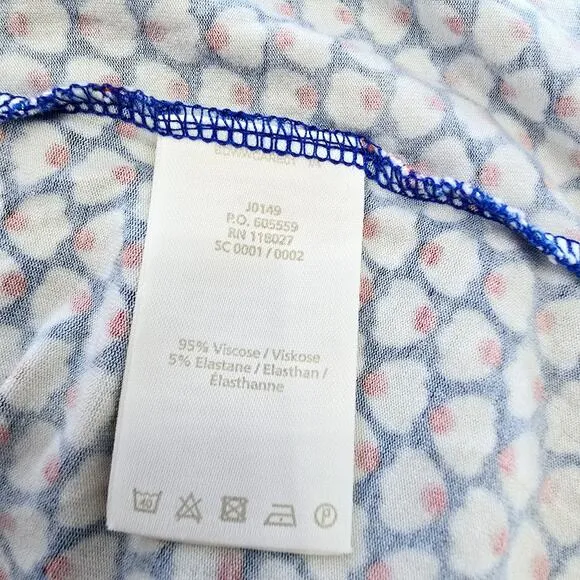 J0149
P.O. 605559
RN 118027
SC 0001 / 0002
95% Viscose / Viskose
5% Elastane / Elasthan /
Élasthanne
40
P